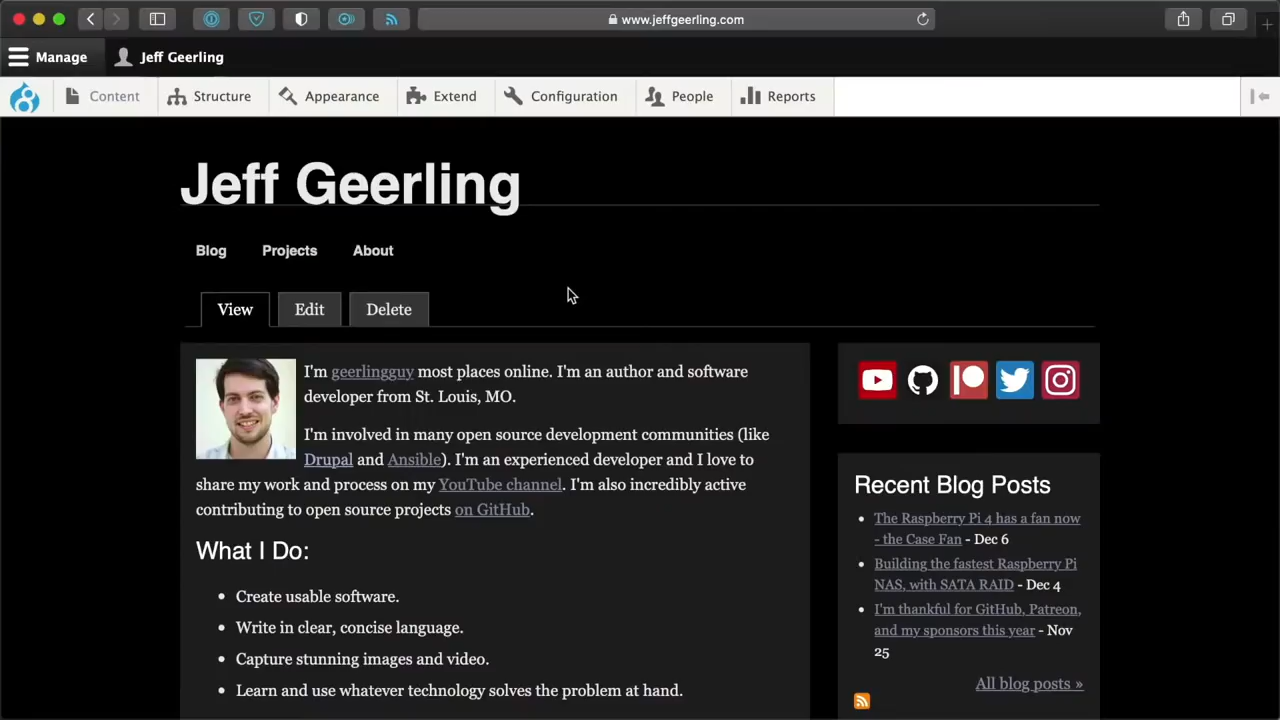 www.jeffgeerling.com
Manage
Jeff Geerling
Content
Structure
Appearance
Extend
Configuration
People
Reports
Jeff Geerling
Blog
Projects
About
View
Edit
Delete
I'm geerlingguy most places online. I'm an author and software
developer from St. Louis, MO.
I'm involved in many open source development communities (like
Drupal and Ansible). I'm an experienced developer and I love to
share my work and process on my YouTube channel. I'm also incredibly active
contributing to open source projects on GitHub.
What I Do:
• Create usable software.
• Write in clear, concise language.
• Capture stunning images and video.
• Learn and use whatever technology solves the problem at hand.
Recent Blog Posts
• The Raspberry Pi 4 has a fan now
- the Case Fan - Dec 6
• Building the fastest Raspberry Pi
NAS, with SATA RAID - Dec 4
• I'm thankful for GitHub, Patreon,
and my sponsors this year - Nov
25
All blog posts »